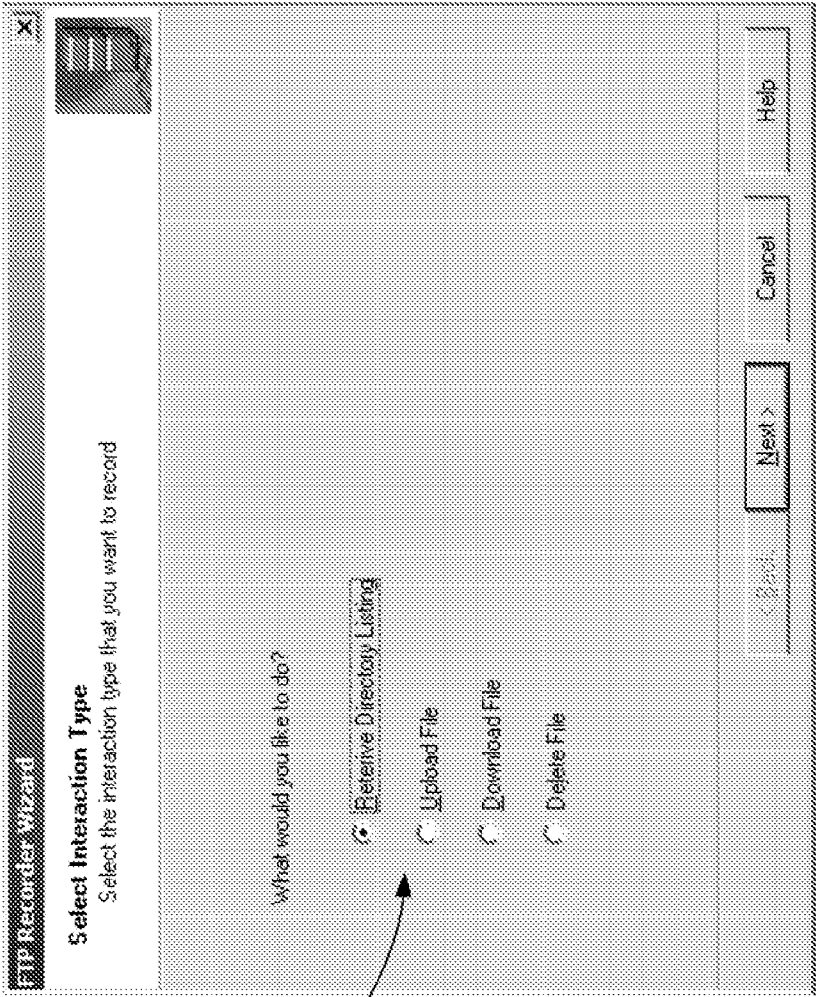 FTP Recorder Wizard
Select Interaction Type
Select the interaction type that you want to record
What would you like to do?
Reterive Directory Listing
Upload File
Download File
Delete File
< Back
Next >
Cancel
Help